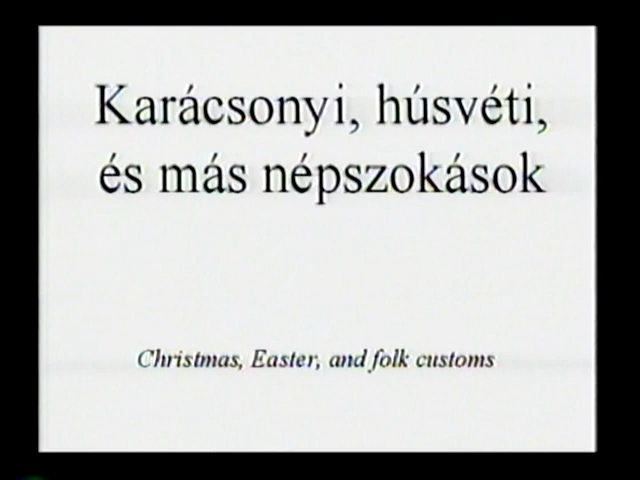 Karácsonyi, húsvéti,
és más népszokások
Christmas, Easter, and folk customs